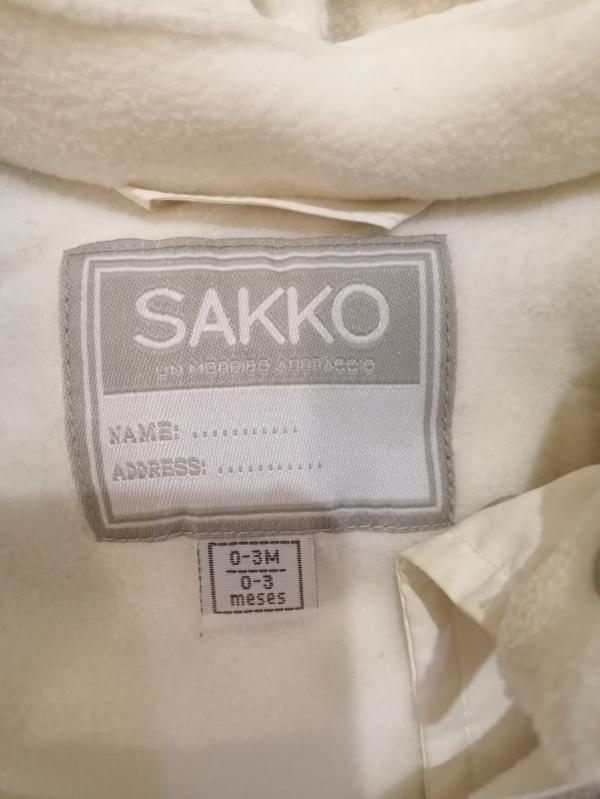 SAKKO
UN MORBIDO ABBRACCIO
NAME: ...........
ADDRESS: ...........
0-3M
0-3
meses